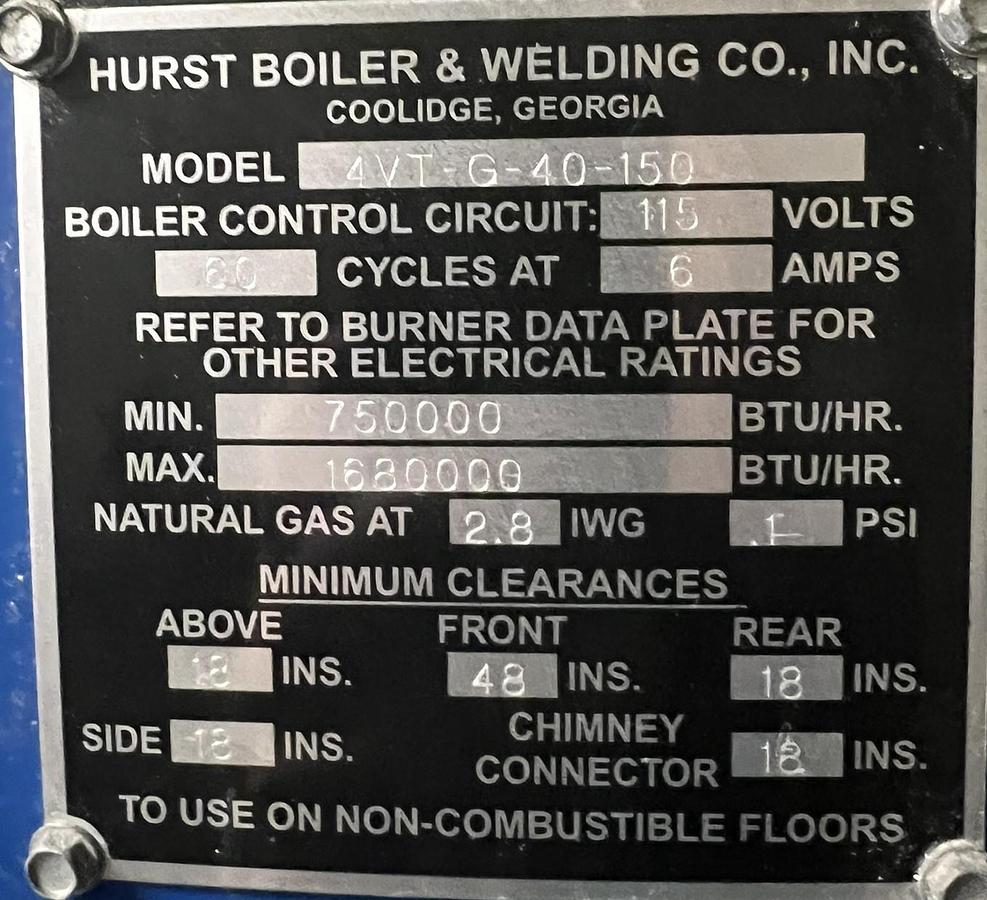 HURST BOILER & WELDING CO., INC.
COOLIDGE, GEORGIA
MODEL 4VT-G-40-150
BOILER CONTROL CIRCUIT: 115 VOLTS
60 CYCLES AT 6 AMPS
REFER TO BURNER DATA PLATE FOR
OTHER ELECTRICAL RATINGS
MIN. 750000 BTU/HR.
MAX. 1680000 BTU/HR.
NATURAL GAS AT 2.8 IWG PSI
MINIMUM CLEARANCES
ABOVE FRONT REAR
18 INS. 48 INS. 18 INS.
SIDE 18 INS. CHIMNEY
CONNECTOR 18 INS.
TO USE ON NON-COMBUSTIBLE FLOORS